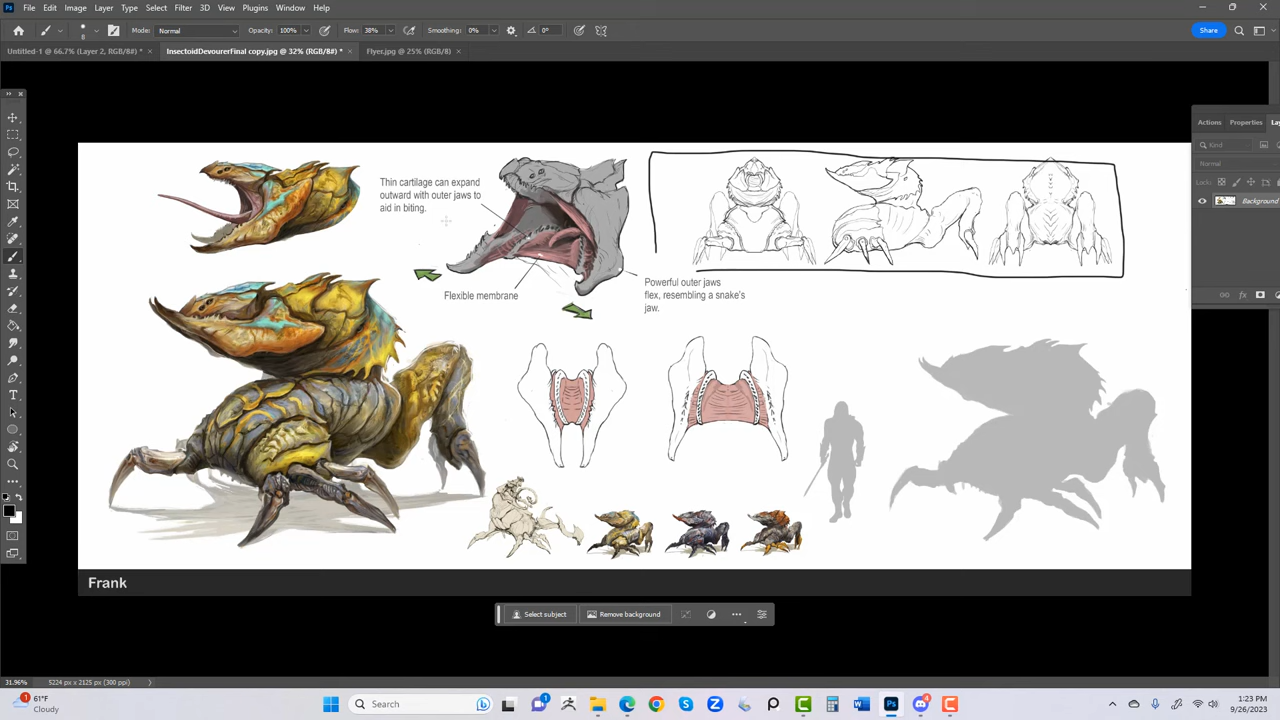 File Edit Image Layer Type Select Filter 3D View Plugins Window Help
Mode: Normal Opacity: 100% Flow: 38% Smoothing: 0% 0° Share
Untitled-1 @ 66.7% (Layer 2, RGB/8#) * InsectoidDevourerFinal copy.jpg @ 32% (RGB/8#) * Flyer.jpg @ 25% (RGB/8)
Actions Properties
Kind
Normal
Locks:
Background
Thin cartilage can expand
outward with outer jaws to
aid in biting.
Flexible membrane
Powerful outer jaws
flex, resembling a snake's
jaw.
Frank
Select subject Remove background
31.96% 5224 px x 2125 px (300 ppi)
61°F
Cloudy
Search
1:23 PM
9/26/2023